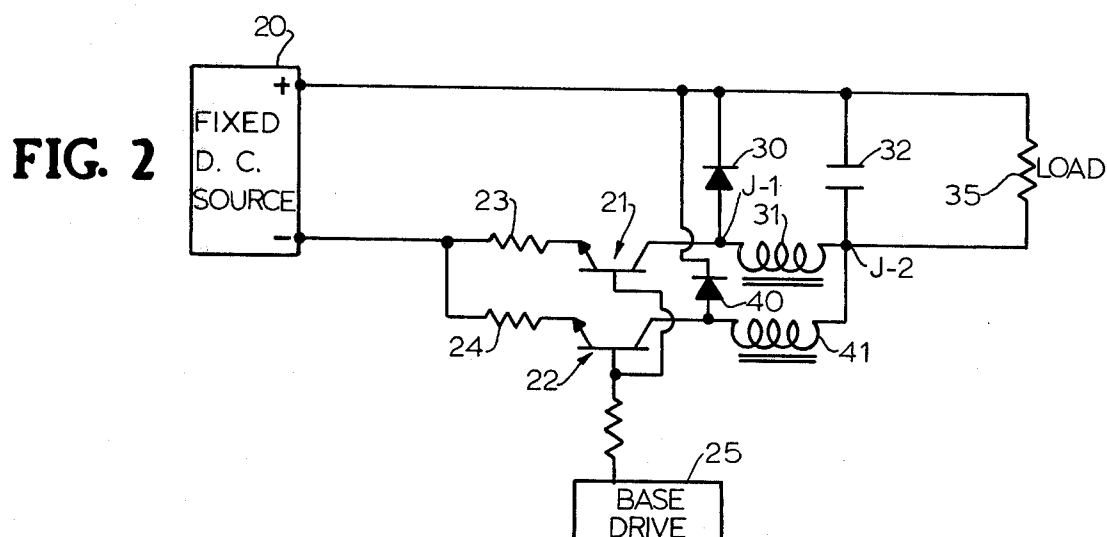 FIG. 2
20
+
FIXED
D. C.
SOURCE
-
23
21
30
J-1
31
32
35
LOAD
J-2
24
22
40
41
25
BASE
DRIVE